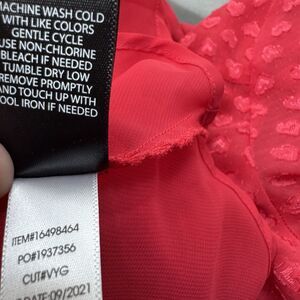 MACHINE WASH COLD
WITH LIKE COLORS
GENTLE CYCLE
USE NON-CHLORINE
BLEACH IF NEEDED
TUMBLE DRY LOW
REMOVE PROMPTLY
AND TOUCH UP WITH
COOL IRON IF NEEDED
ITEM#16498464
PO#1937356
CUT#VYG
DATE:09/2021